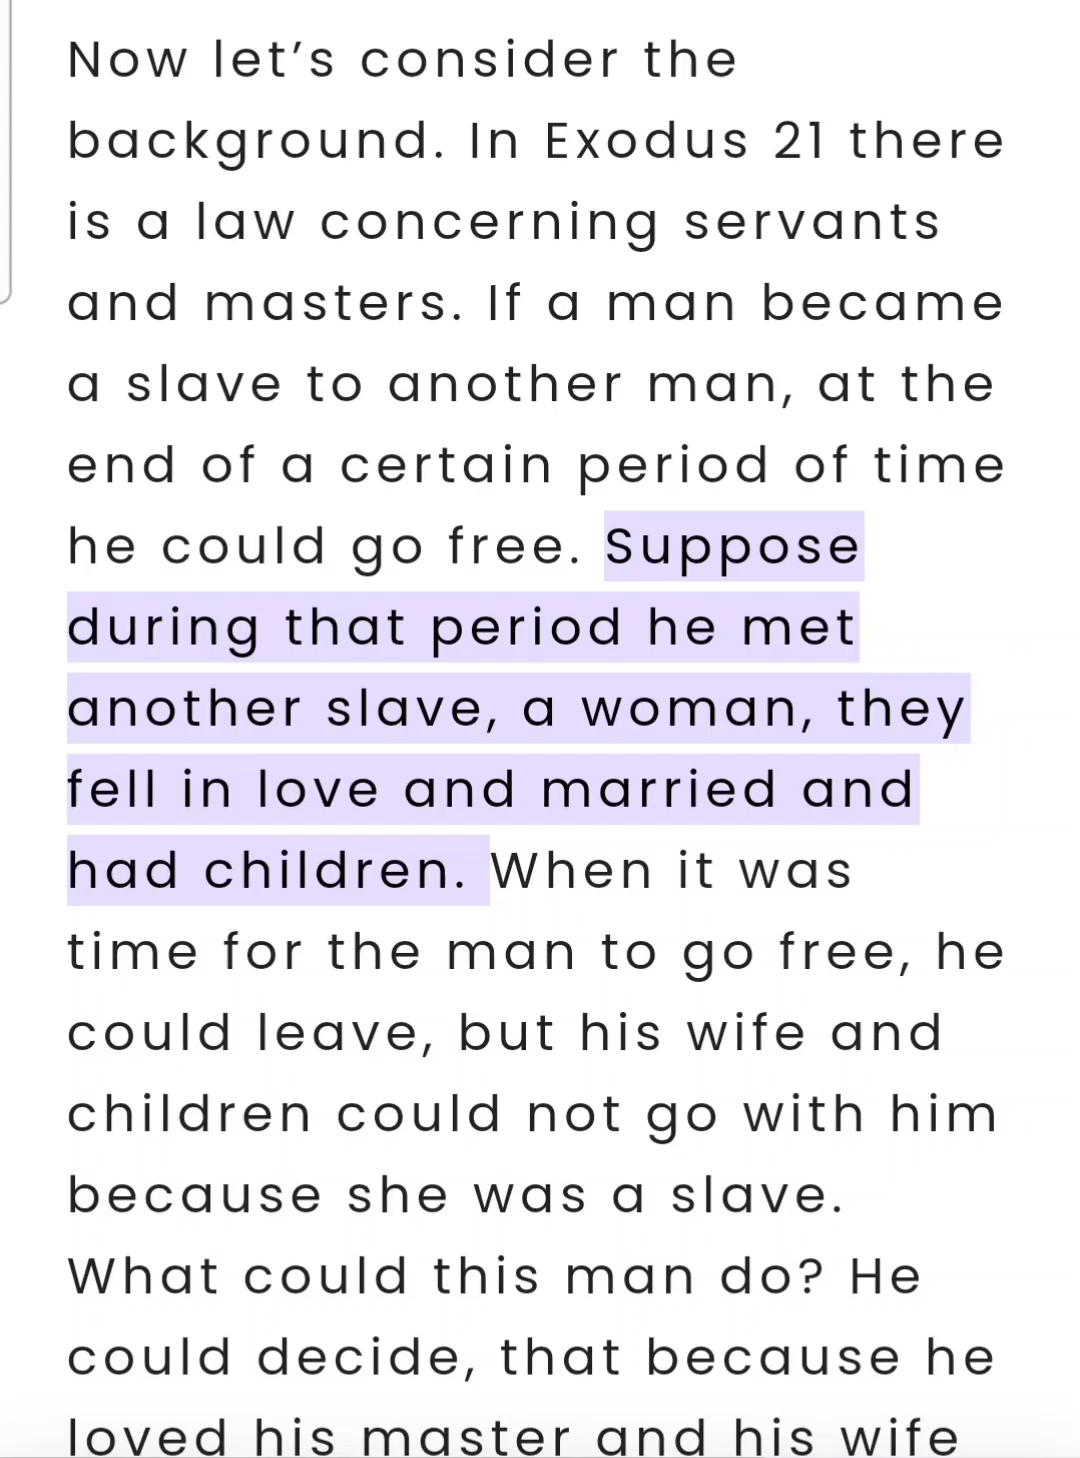 Now let’s consider the
background. In Exodus 21 there
is a law concerning servants
and masters. If a man became
a slave to another man, at the
end of a certain period of time
he could go free. Suppose
during that period he met
another slave, a woman, they
fell in love and married and
had children. When it was
time for the man to go free, he
could leave, but his wife and
children could not go with him
because she was a slave.
What could this man do? He
could decide, that because he
loved his master and his wife